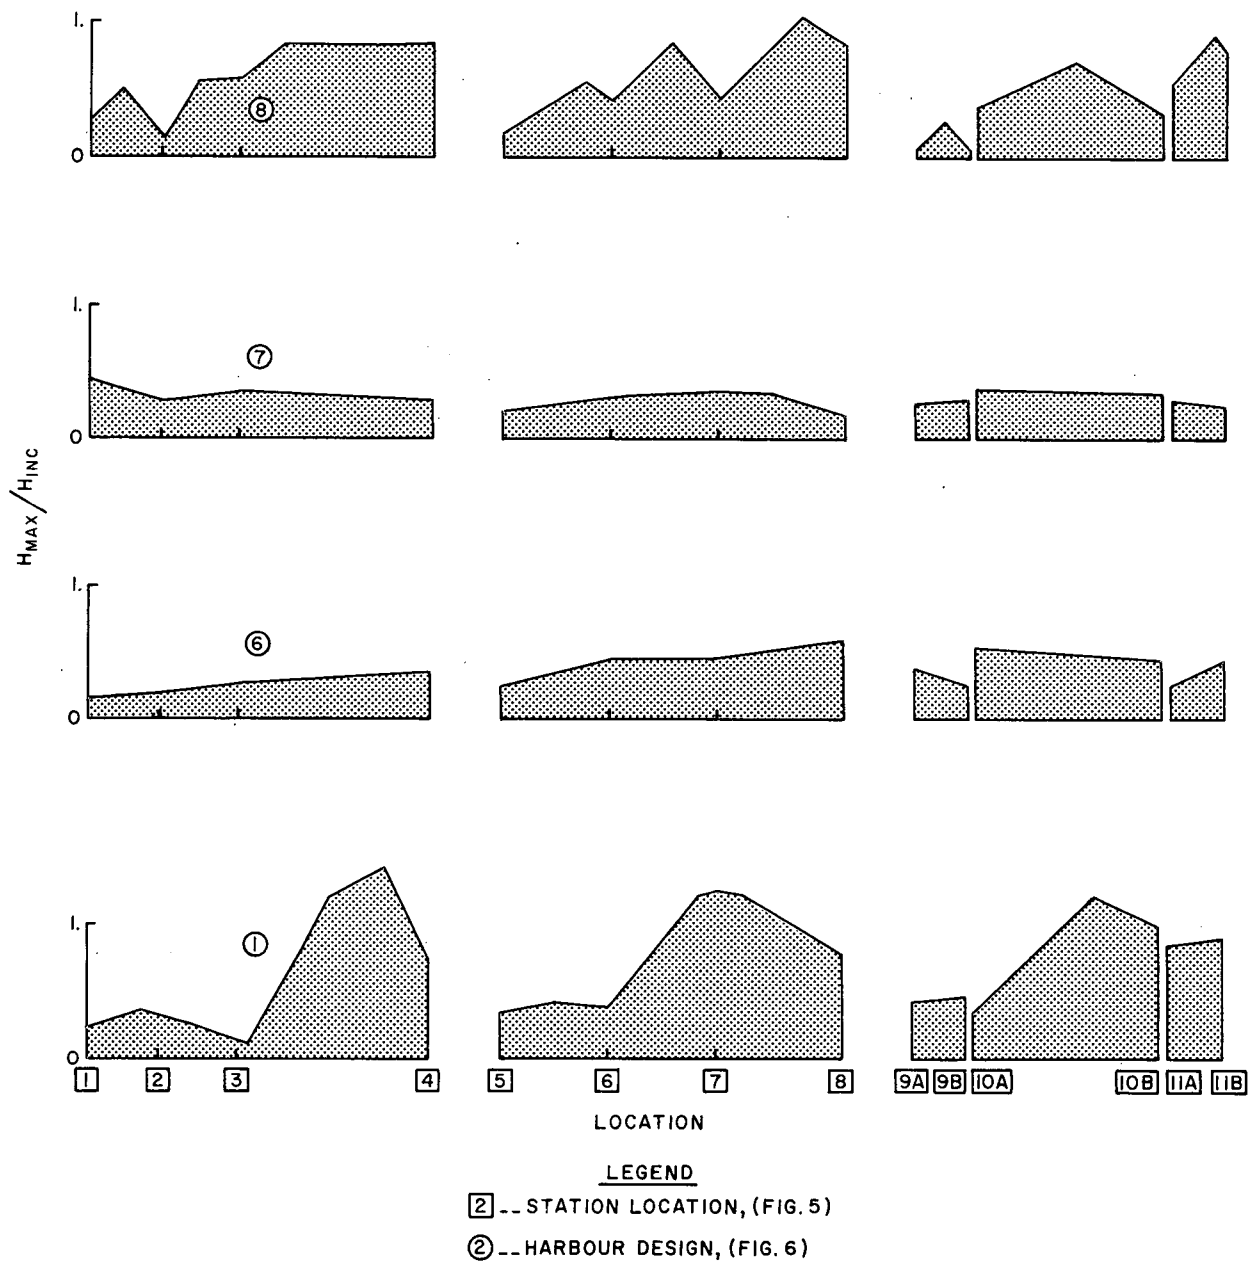 1.
8
0
1.
7
0
HMAX/HINC
1.
6
0
1.
1
0
1 2 3 4 5 6 7 8 9A 9B 10A 10B 11A 11B
LOCATION
LEGEND
2 -- STATION LOCATION, (FIG. 5)
2 -- HARBOUR DESIGN, (FIG. 6)